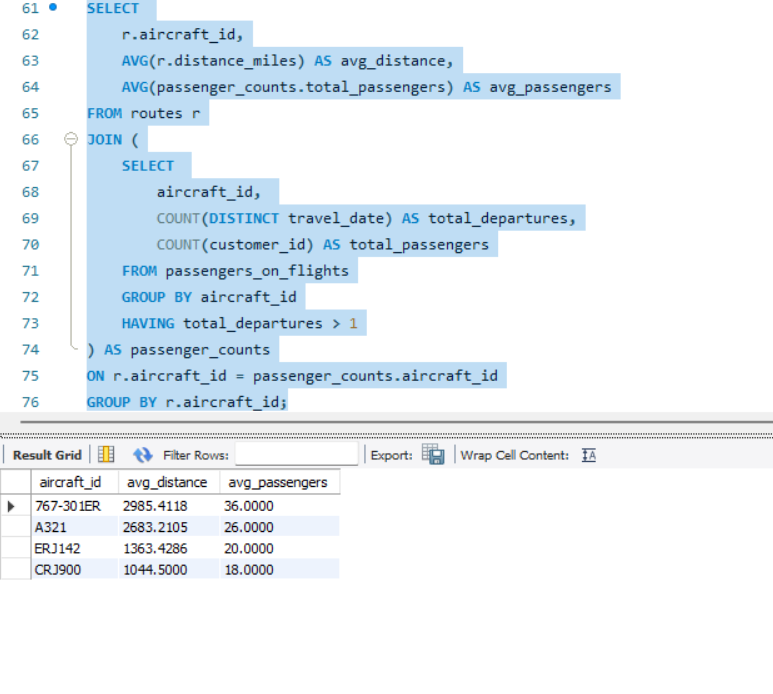 61 SELECT
62 r.aircraft_id,
63 AVG(r.distance_miles) AS avg_distance,
64 AVG(passenger_counts.total_passengers) AS avg_passengers
65 FROM routes r
66 JOIN (
67 SELECT
68 aircraft_id,
69 COUNT(DISTINCT travel_date) AS total_departures,
70 COUNT(customer_id) AS total_passengers
71 FROM passengers_on_flights
72 GROUP BY aircraft_id
73 HAVING total_departures > 1
74 ) AS passenger_counts
75 ON r.aircraft_id = passenger_counts.aircraft_id
76 GROUP BY r.aircraft_id;
Result Grid Filter Rows: Export: Wrap Cell Content: IA
aircraft_id avg_distance avg_passengers
767-301ER 2985.4118 36.0000
A321 2683.2105 26.0000
ERJ142 1363.4286 20.0000
CRJ900 1044.5000 18.0000